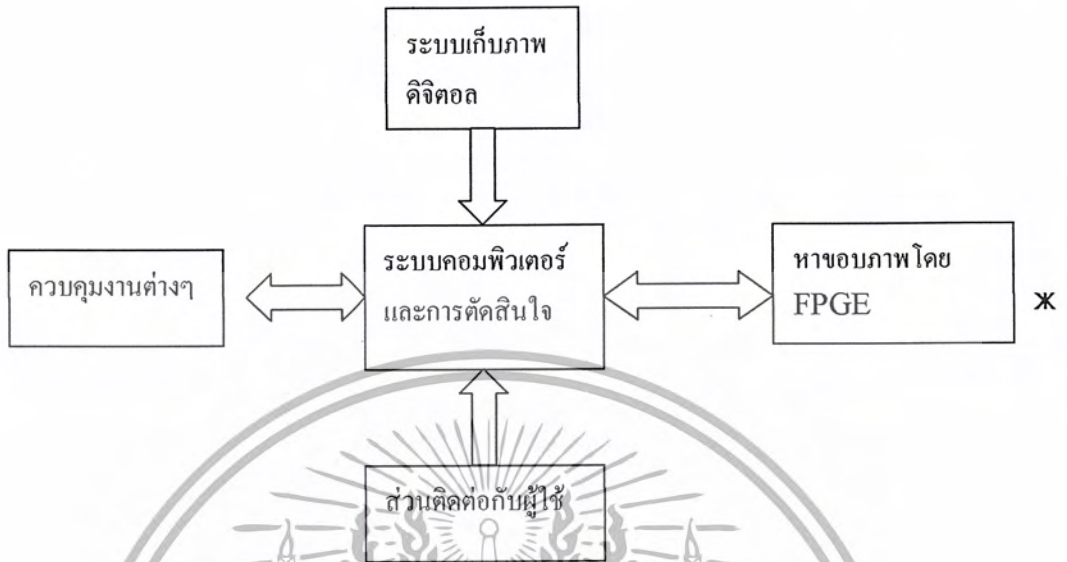 ระบบเก็บภาพ
ดิจิตอล
ควบคุมงานต่างๆ
ระบบคอมพิวเตอร์
และการตัดสินใจ
หาขอบภาพโดย
FPGE
ж
ส่วนติดต่อกับผู้ใช้